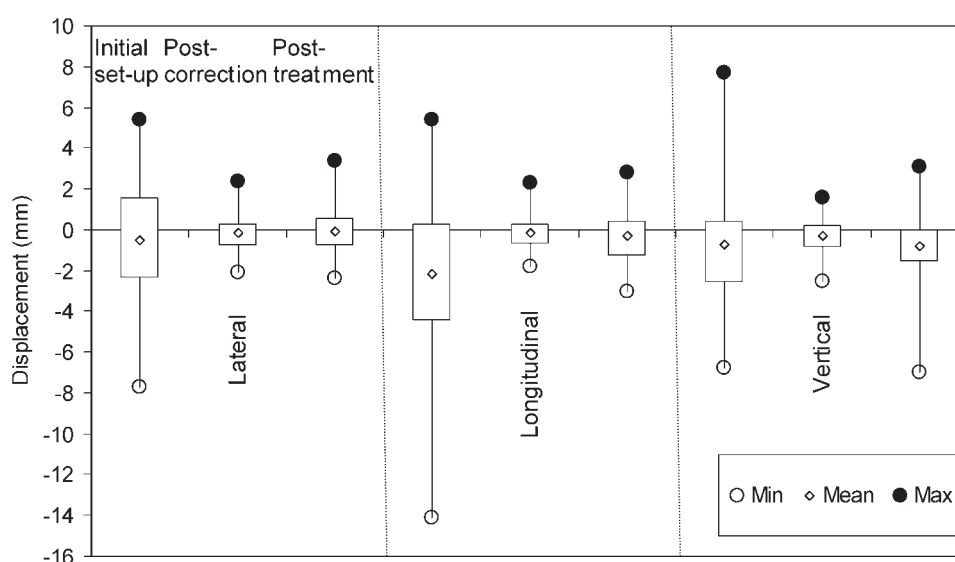 10
8
6
4
2
0
-2
-4
-6
-8
-10
-12
-14
-16
Displacement (mm)
Initial Post- Post-
set-up correction treatment
Lateral
Longitudinal
Vertical
Min Mean Max